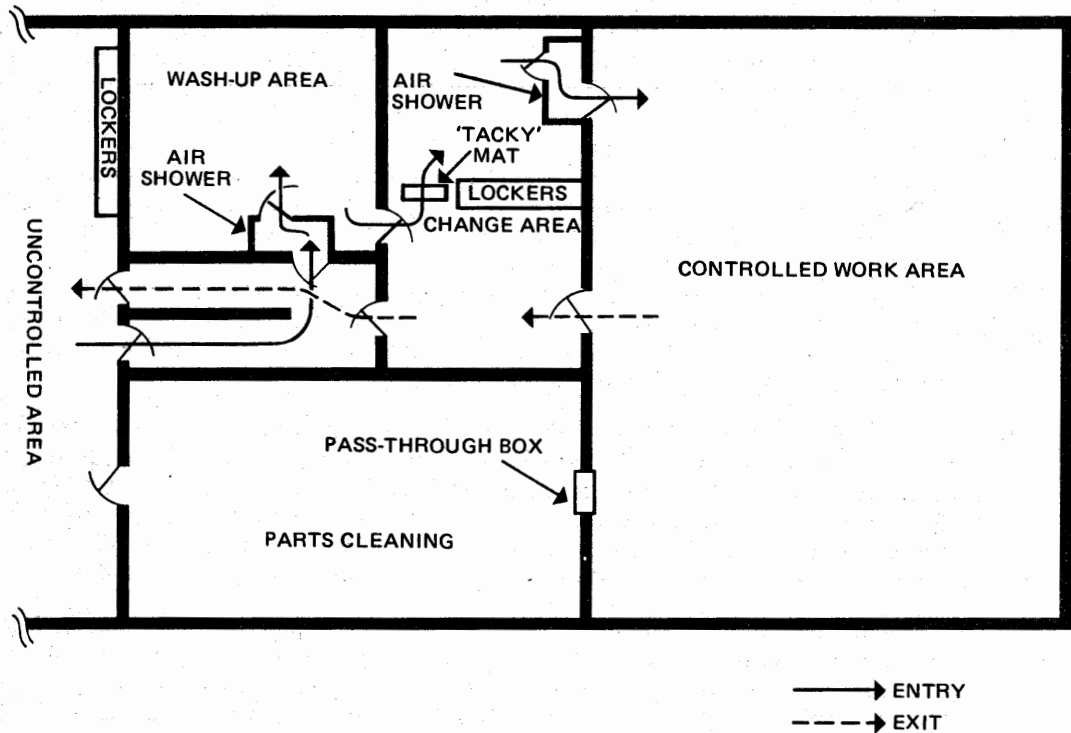 LOCKERS
WASH-UP AREA
AIR
SHOWER
AIR
SHOWER
'TACKY'
MAT
LOCKERS
CHANGE AREA
UNCONTROLLED AREA
CONTROLLED WORK AREA
PASS-THROUGH BOX
PARTS CLEANING
ENTRY
EXIT